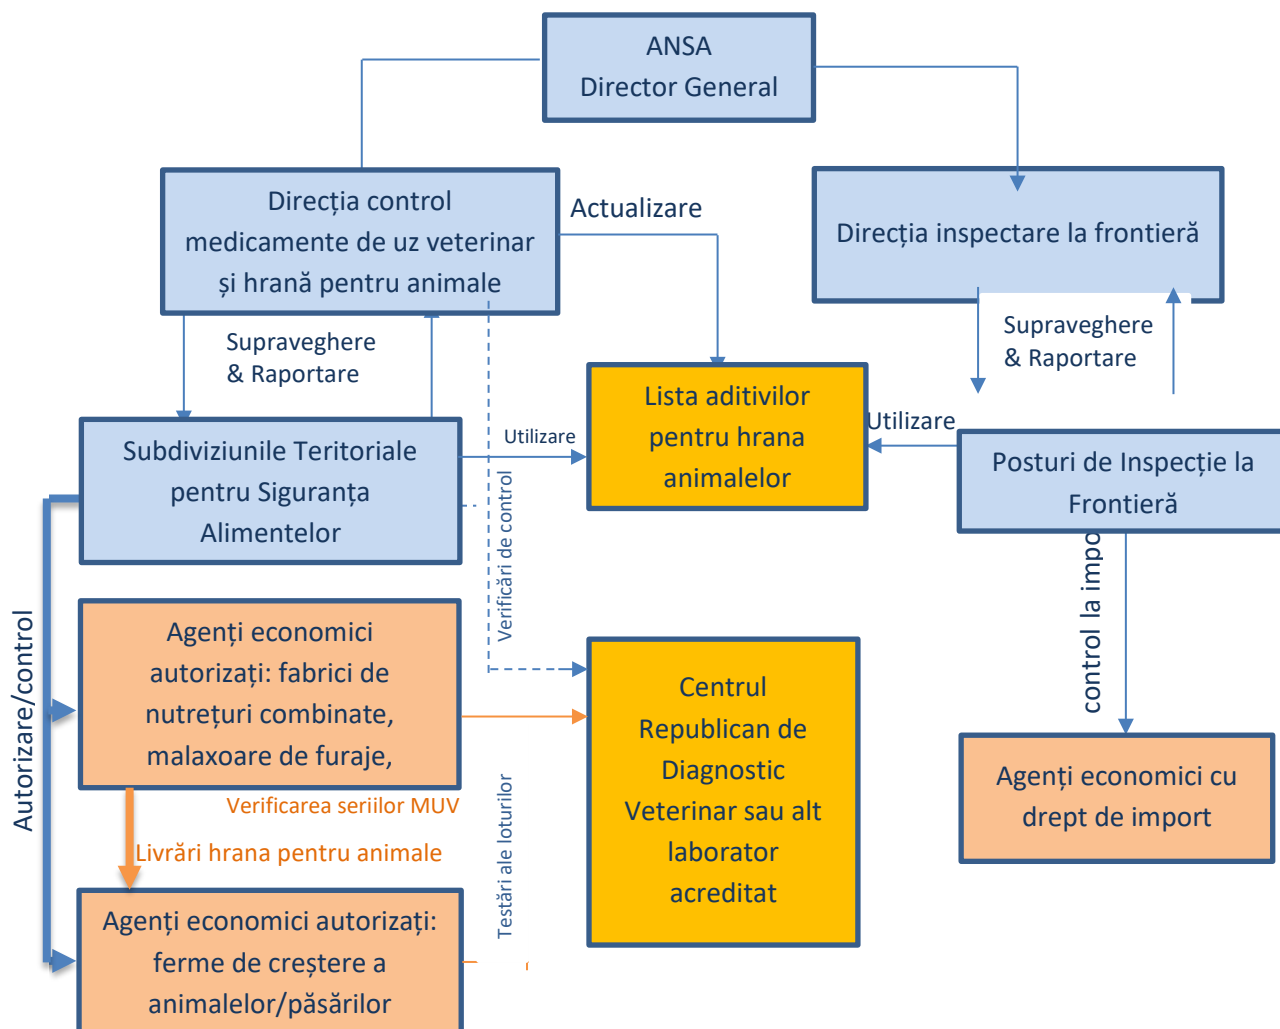 ANSA
Director General
Direcția control
medicamente de uz veterinar
și hrană pentru animale
Actualizare
Direcția inspectare la frontieră
Supraveghere
& Raportare
Supraveghere
& Raportare
Lista aditivilor
pentru hrana
animalelor
Utilizare
Utilizare
Subdiviziunile Teritoriale
pentru Siguranța
Alimentelor
Posturi de Inspecție la
Frontieră
Verificări de control
control la impo
Autorizare/control
Agenți economici
autorizați: fabrici de
nutrețuri combinate,
malaxoare de furaje,
Centrul
Republican de
Diagnostic
Veterinar sau alt
laborator
acreditat
Agenți economici cu
drept de import
Verificarea seriilor MUV
Livrări hrana pentru animale
Testări ale loturilor
Agenți economici autorizați:
ferme de creștere a
animalelor/păsărilor